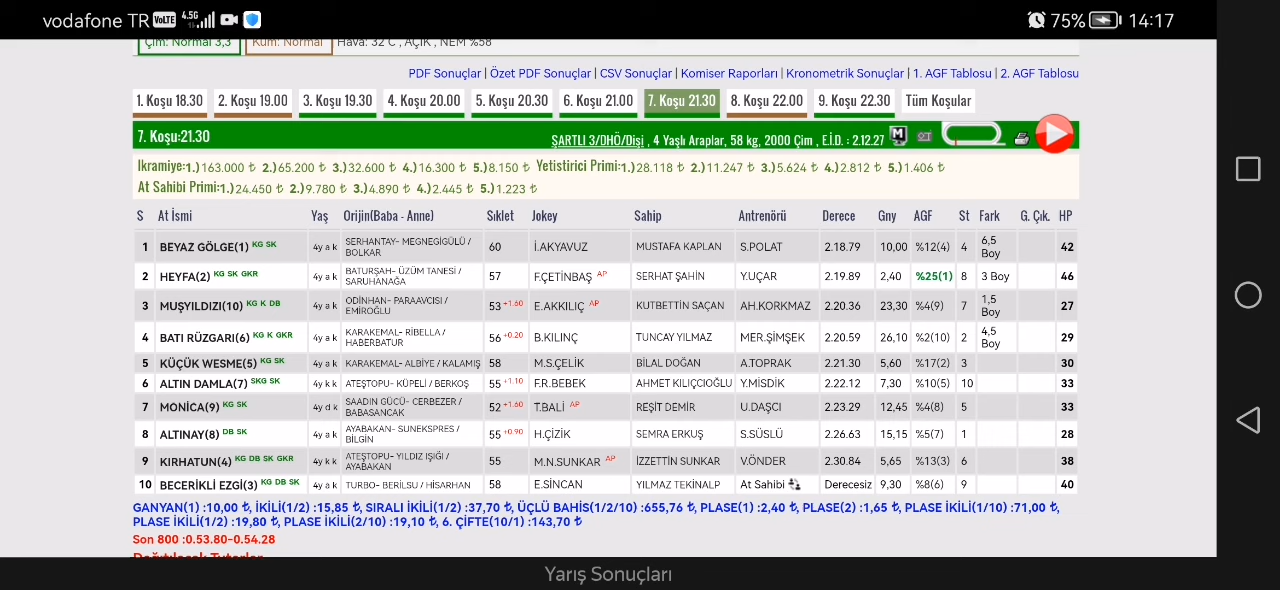 vodafone TR VoLTE 4.5G 1k 75% 14:17
Çim: Normal 3,3 Kum: Normal Hava: 32 C , AÇIK , NEM %58
PDF Sonuçlar | Özet PDF Sonuçlar | CSV Sonuçlar | Komiser Raporları | Kronometrik Sonuçlar | 1. AGF Tablosu | 2. AGF Tablosu
1. Koşu 18.30 2. Koşu 19.00 3. Koşu 19.30 4. Koşu 20.00 5. Koşu 20.30 6. Koşu 21.00 7. Koşu 21.30 8. Koşu 22.00 9. Koşu 22.30 Tüm Koşular
7. Koşu:21.30 ŞARTLI 3/DHÖ/Dişi , 4 Yaşlı Araplar, 58 kg, 2000 Çim , E.İ.D. : 2.12.27 M
Ikramiye:1.)163.000 ₺ 2.)65.200 ₺ 3.)32.600 ₺ 4.)16.300 ₺ 5.)8.150 ₺ Yetistirici Primi:1.)28.118 ₺ 2.)11.247 ₺ 3.)5.624 ₺ 4.)2.812 ₺ 5.)1.406 ₺
At Sahibi Primi:1.)24.450 ₺ 2.)9.780 ₺ 3.)4.890 ₺ 4.)2.445 ₺ 5.)1.223 ₺
S At İsmi Yaş Orijin(Baba - Anne) Sıklet Jokey Sahip Antrenörü Derece Gny AGF St Fark G. Çık. HP
1 BEYAZ GÖLGE(1) KG SK 4y a k SERHANTAY- MEGNEGİGÜLÜ / BOLKAR 60 İ.AKYAVUZ MUSTAFA KAPLAN S.POLAT 2.18.79 10,00 %12(4) 4 6,5 Boy 42
2 HEYFA(2) KG SK GKR 4y a k BATURŞAH- ÜZÜM TANESİ / SARUHANAĞA 57 F.ÇETİNBAŞ AP SERHAT ŞAHİN Y.UÇAR 2.19.89 2,40 %25(1) 8 3 Boy 46
3 MUŞYILDIZI(10) KG K DB 4y a k ODİNHAN- PARAAVCISI / EMİROĞLU 53 +1.60 E.AKKILIÇ AP KUTBETTİN SAÇAN AH.KORKMAZ 2.20.36 23,30 %4(9) 7 1,5 Boy 27
4 BATI RÜZGARI(6) KG K GKR 4y a k KARAKEMAL- RİBELLA / HABERBATUR 56 +0.20 B.KILINÇ TUNCAY YILMAZ MER.ŞİMŞEK 2.20.59 26,10 %2(10) 2 4,5 Boy 29
5 KÜÇÜK WESME(5) KG SK 4y a k KARAKEMAL- ALBİYE / KALAMIŞ 58 M.S.ÇELİK BİLAL DOĞAN A.TOPRAK 2.21.30 5,60 %17(2) 3 30
6 ALTIN DAMLA(7) SKG SK 4y k k ATEŞTOPU- KÜPELİ / BERKOŞ 55 +1.10 F.R.BEBEK AHMET KILIÇCIOĞLU Y.MİSDİK 2.22.12 7,30 %10(5) 10 33
7 MONİCA(9) KG SK 4y d k SAADIN GÜCÜ- CERBEZER / BABASANCAK 52 +1.60 T.BALİ AP REŞİT DEMİR U.DAŞCI 2.23.29 12,45 %4(8) 5 33
8 ALTINAY(8) DB SK 4y a k AYABAKAN- SUNEKSPRES / BİLGİN 55 +0.90 H.ÇİZİK SEMRA ERKUŞ S.SÜSLÜ 2.26.63 15,15 %5(7) 1 28
9 KIRHATUN(4) KG DB SK GKR 4y k k ATEŞTOPU- YILDIZ IŞIĞI / AYABAKAN 55 M.N.SUNKAR AP İZZETTİN SUNKAR V.ÖNDER 2.30.84 5,65 %13(3) 6 38
10 BECERİKLİ EZGİ(3) KG DB SK 4y a k TURBO- BERİLSU / HİSARHAN 58 E.SİNCAN YILMAZ TEKİNALP At Sahibi Derecesiz 9,30 %8(6) 9 40
GANYAN(1) :10,00 ₺, İKİLİ(1/2) :15,85 ₺, SIRALI İKİLİ(1/2) :37,70 ₺, ÜÇLÜ BAHİS(1/2/10) :655,76 ₺, PLASE(1) :2,40 ₺, PLASE(2) :1,65 ₺, PLASE İKİLİ(1/10) :71,00 ₺,
PLASE İKİLİ(1/2) :19,80 ₺, PLASE İKİLİ(2/10) :19,10 ₺, 6. ÇİFTE(10/1) :143,70 ₺
Son 800 :0.53.80-0.54.28
Dağıtılacak Tutarlar
Yarış Sonuçları